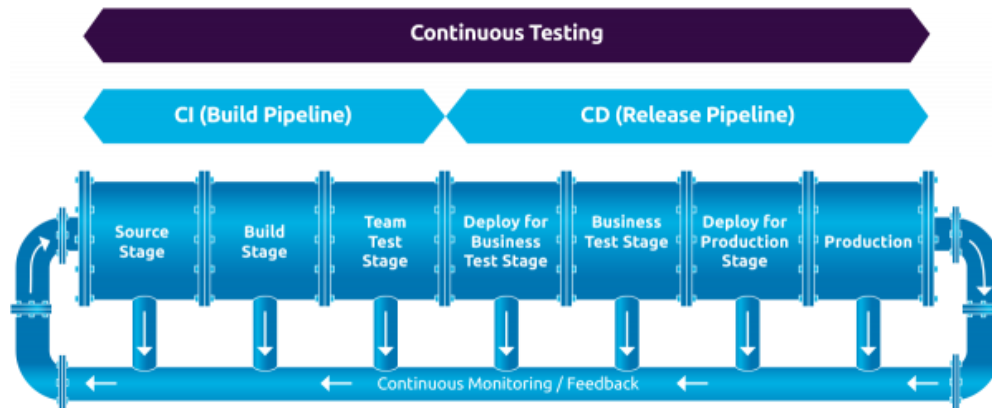 Continuous Testing
CI (Build Pipeline)
CD (Release Pipeline)
Source
Stage
Build
Stage
Team
Test
Stage
Deploy for
Business
Test Stage
Business
Test Stage
Deploy for
Production
Stage
Production
Continuous Monitoring / Feedback